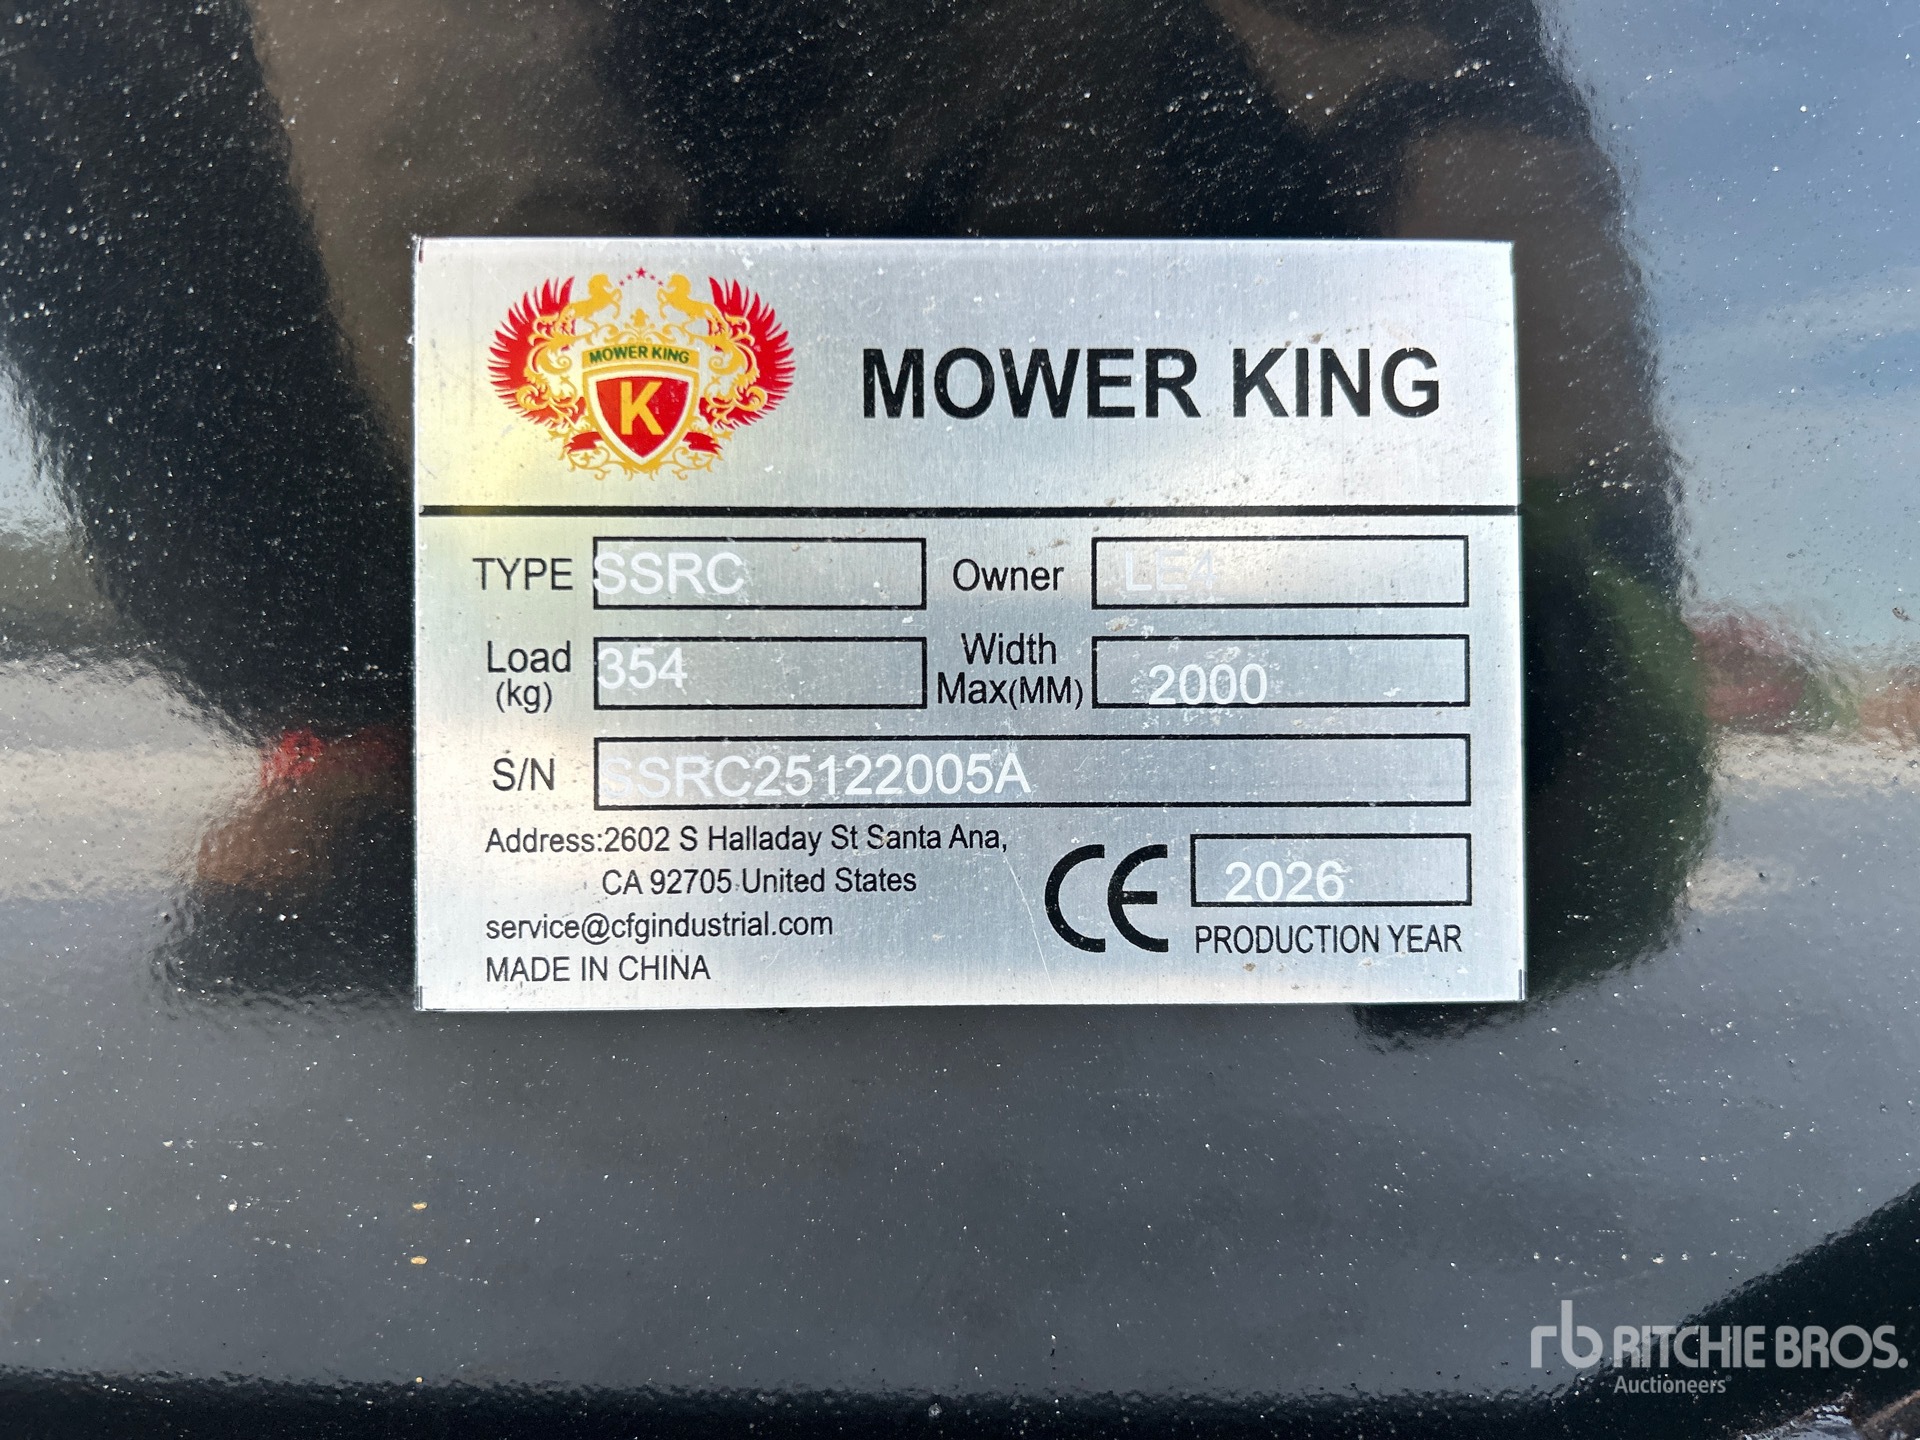 MOWER KING
K
MOWER KING
TYPE SSRC Owner LE4
Load (kg) 354 Width Max(MM) 2000
S/N SSRC25122005A
Address:2602 S Halladay St Santa Ana,
CA 92705 United States
service@cfgindustrial.com
MADE IN CHINA
CE
2026
PRODUCTION YEAR
rb RITCHIE BROS.
Auctioneers